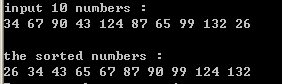 input 10 numbers :
34 67 90 43 124 87 65 99 132 26
the sorted numbers :
26 34 43 65 67 87 90 99 124 132